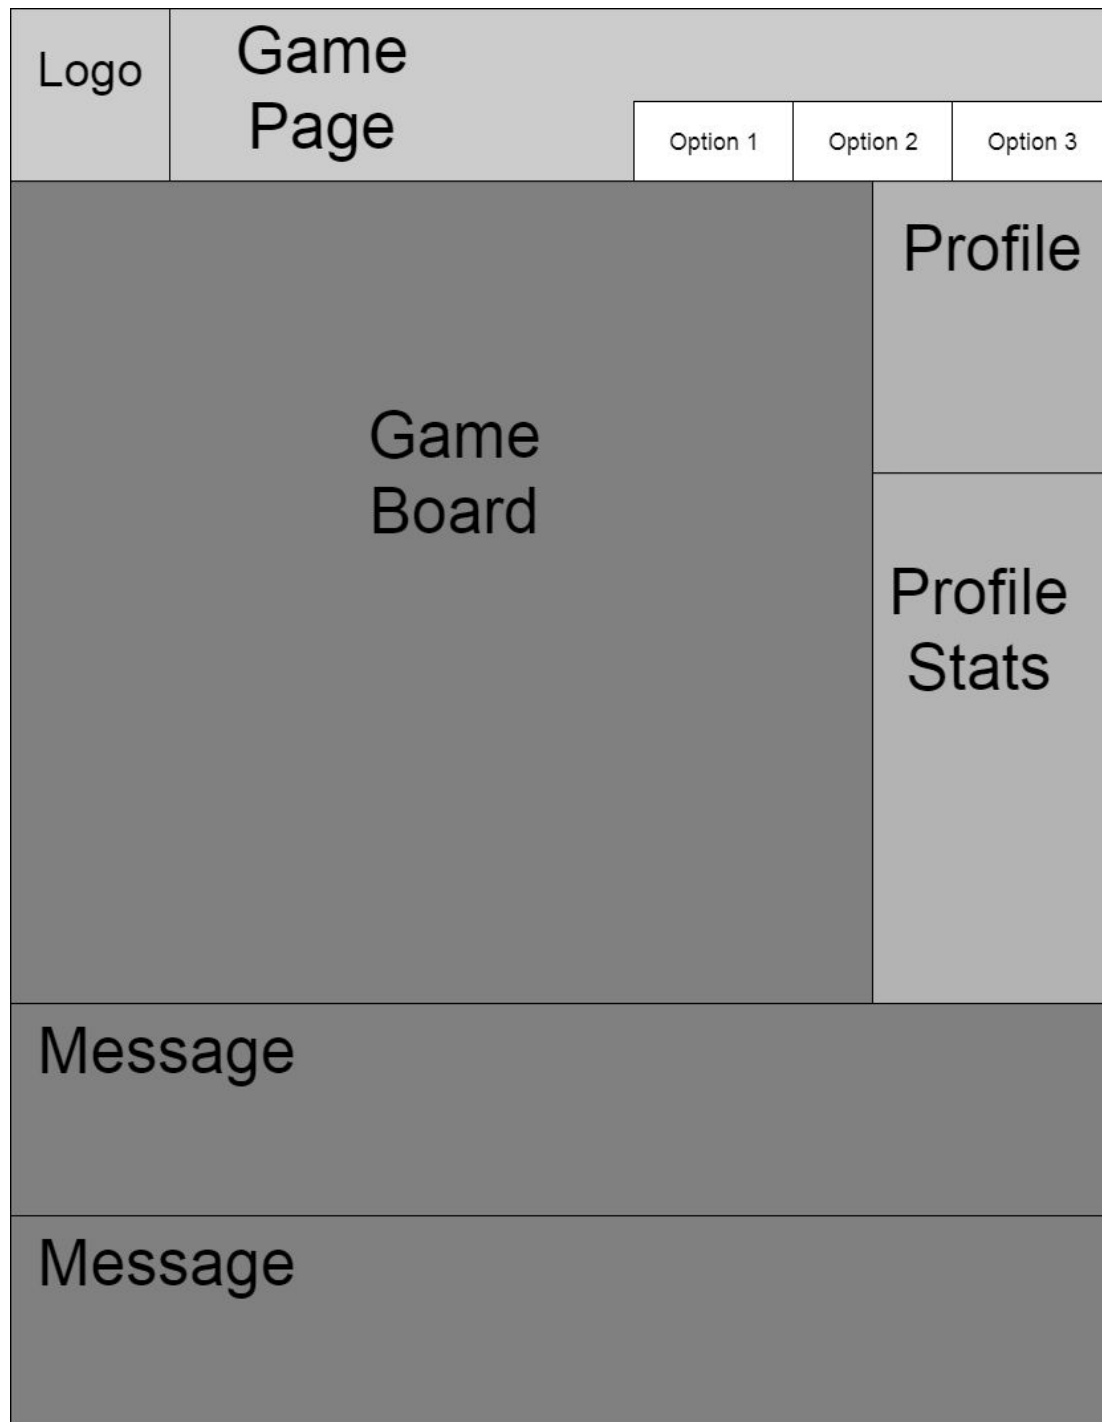 Logo
Game
Page
Option 1
Option 2
Option 3
Game
Board
Profile
Profile
Stats
Message
Message